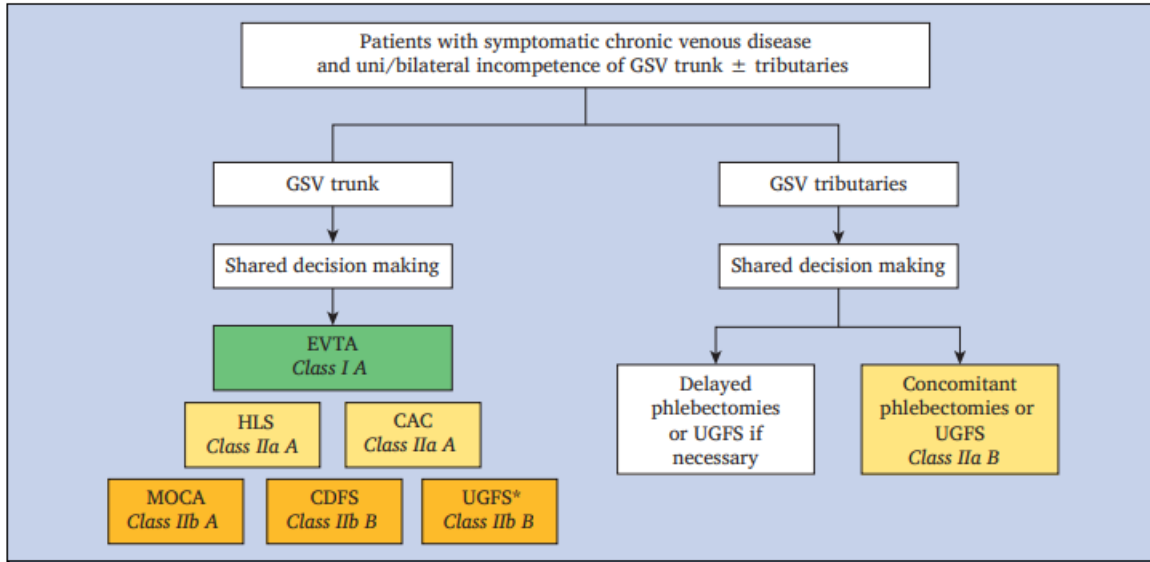 Patients with symptomatic chronic venous disease
and uni/bilateral incompetence of GSV trunk ± tributaries
GSV trunk
GSV tributaries
Shared decision making
Shared decision making
EVTA
Class I A
HLS
Class IIa A
CAC
Class IIa A
MOCA
Class IIb A
CDFS
Class IIb B
UGFS*
Class IIb B
Delayed
phlebectomies
or UGFS if
necessary
Concomitant
phlebectomies or
UGFS
Class IIa B